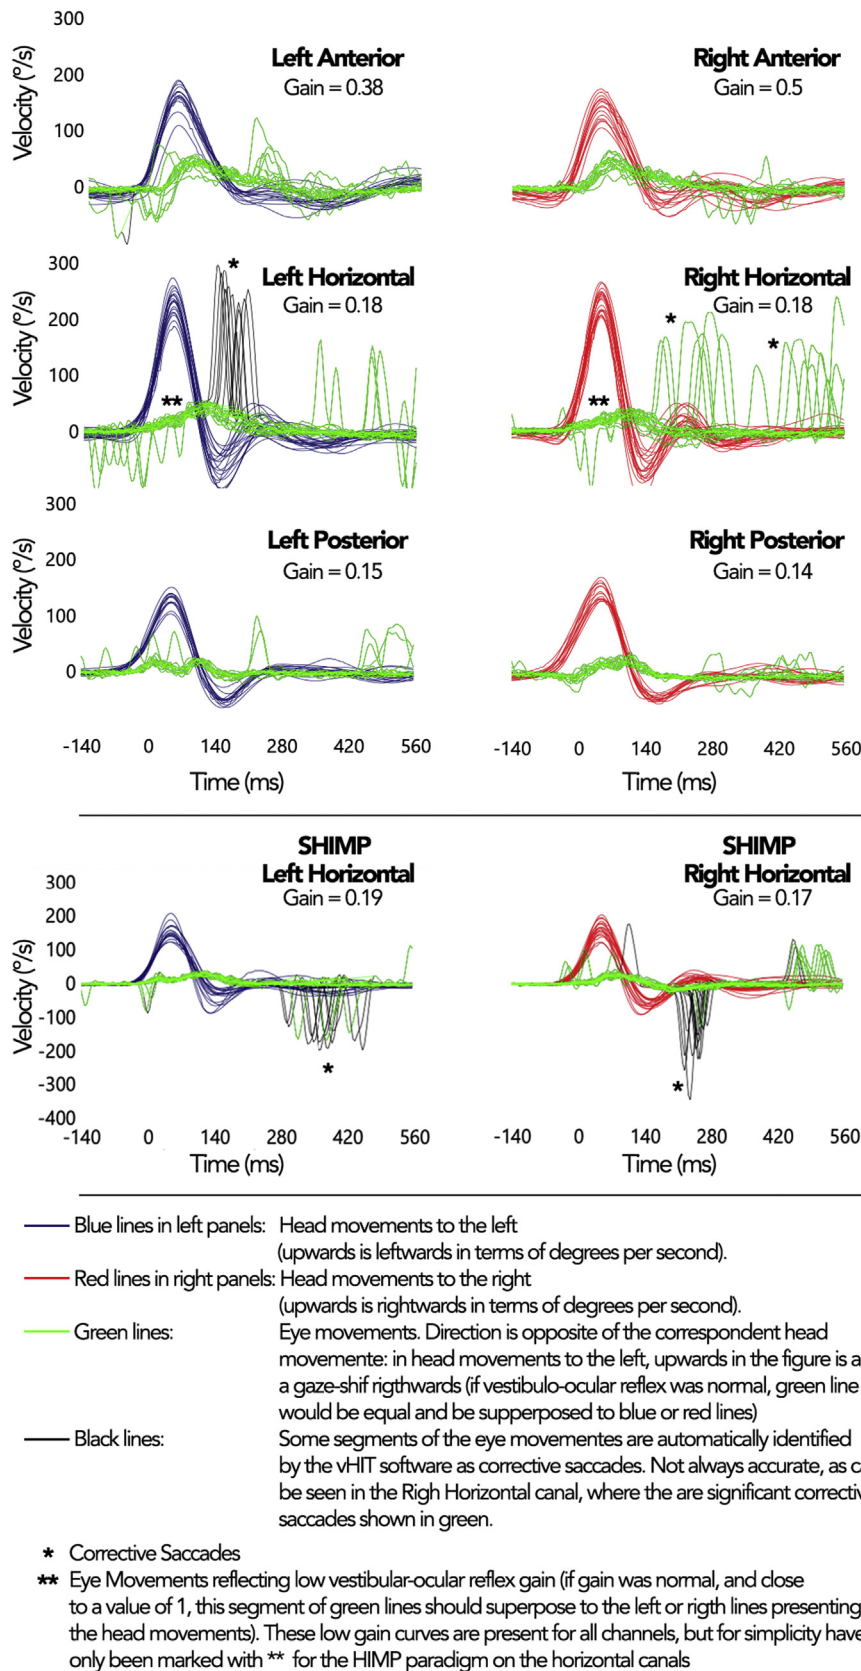 300
200
100
0
Velocity (°/s)
Left Anterior
Gain = 0.38
Right Anterior
Gain = 0.5
300
200
100
0
Velocity (°/s)
*
**
Left Horizontal
Gain = 0.18
Right Horizontal
Gain = 0.18
*
*
**
300
200
100
0
Velocity (°/s)
Left Posterior
Gain = 0.15
Right Posterior
Gain = 0.14
-140 0 140 280 420 560
-140 0 140 280 420 560
Time (ms)
Time (ms)
SHIMP
Left Horizontal
Gain = 0.19
SHIMP
Right Horizontal
Gain = 0.17
300
200
100
0
-100
-200
-300
-400
Velocity (°/s)
*
*
-140 0 140 280 420 560
-140 0 140 280 420 560
Time (ms)
Time (ms)
Blue lines in left panels: Head movements to the left
(upwards is leftwards in terms of degrees per second).
Red lines in right panels: Head movements to the right
(upwards is rightwards in terms of degrees per second).
Green lines: Eye movements. Direction is opposite of the correspondent head
movemente: in head movements to the left, upwards in the figure is a
a gaze-shif rigthwards (if vestibulo-ocular reflex was normal, green line
would be equal and be supperposed to blue or red lines)
Black lines: Some segments of the eye movementes are automatically identified
by the vHIT software as corrective saccades. Not always accurate, as ca
be seen in the Righ Horizontal canal, where the are significant corrective
saccades shown in green.
* Corrective Saccades
** Eye Movements reflecting low vestibular-ocular reflex gain (if gain was normal, and close
to a value of 1, this segment of green lines should superpose to the left or rigth lines presenting
the head movements). These low gain curves are present for all channels, but for simplicity have
only been marked with ** for the HIMP paradigm on the horizontal canals